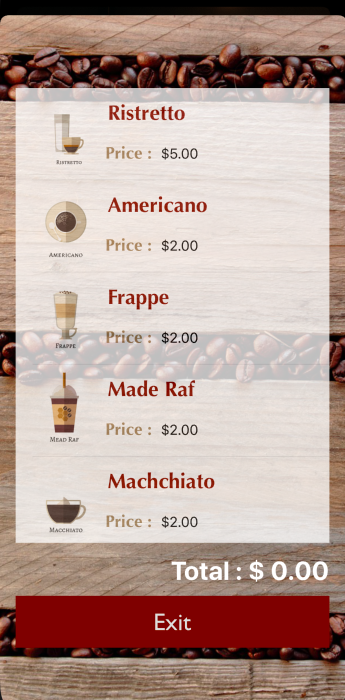 Ristretto
RISTRETTO
Price : $5.00
Americano
Price : $2.00
AMERICANO
Frappe
Price : $2.00
FRAPPE
Made Raf
Price : $2.00
MEAD RAF
Machchiato
Price : $2.00
MACCHIATO
Total : $ 0.00
Exit